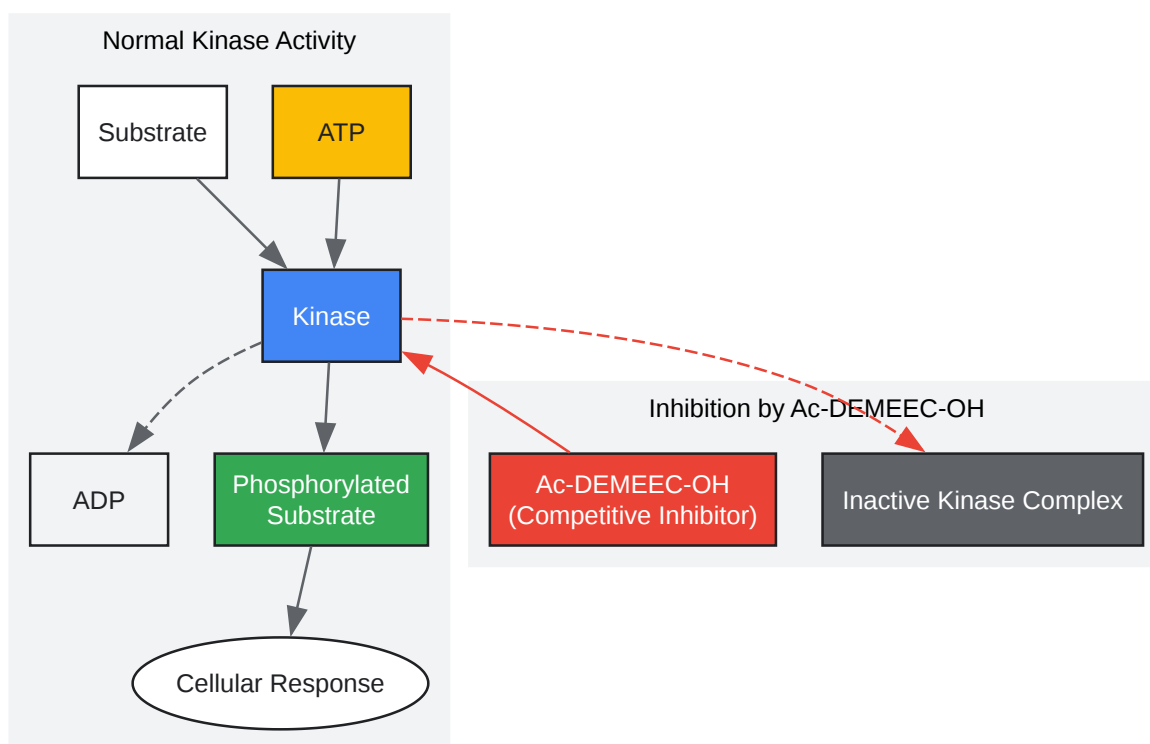 Normal Kinase Activity
Substrate
ATP
Kinase
Inhibition by Ac-DEMEEC-OH
ADP
Phosphorylated
Substrate
Ac-DEMEEC-OH
(Competitive Inhibitor)
Inactive Kinase Complex
Cellular Response